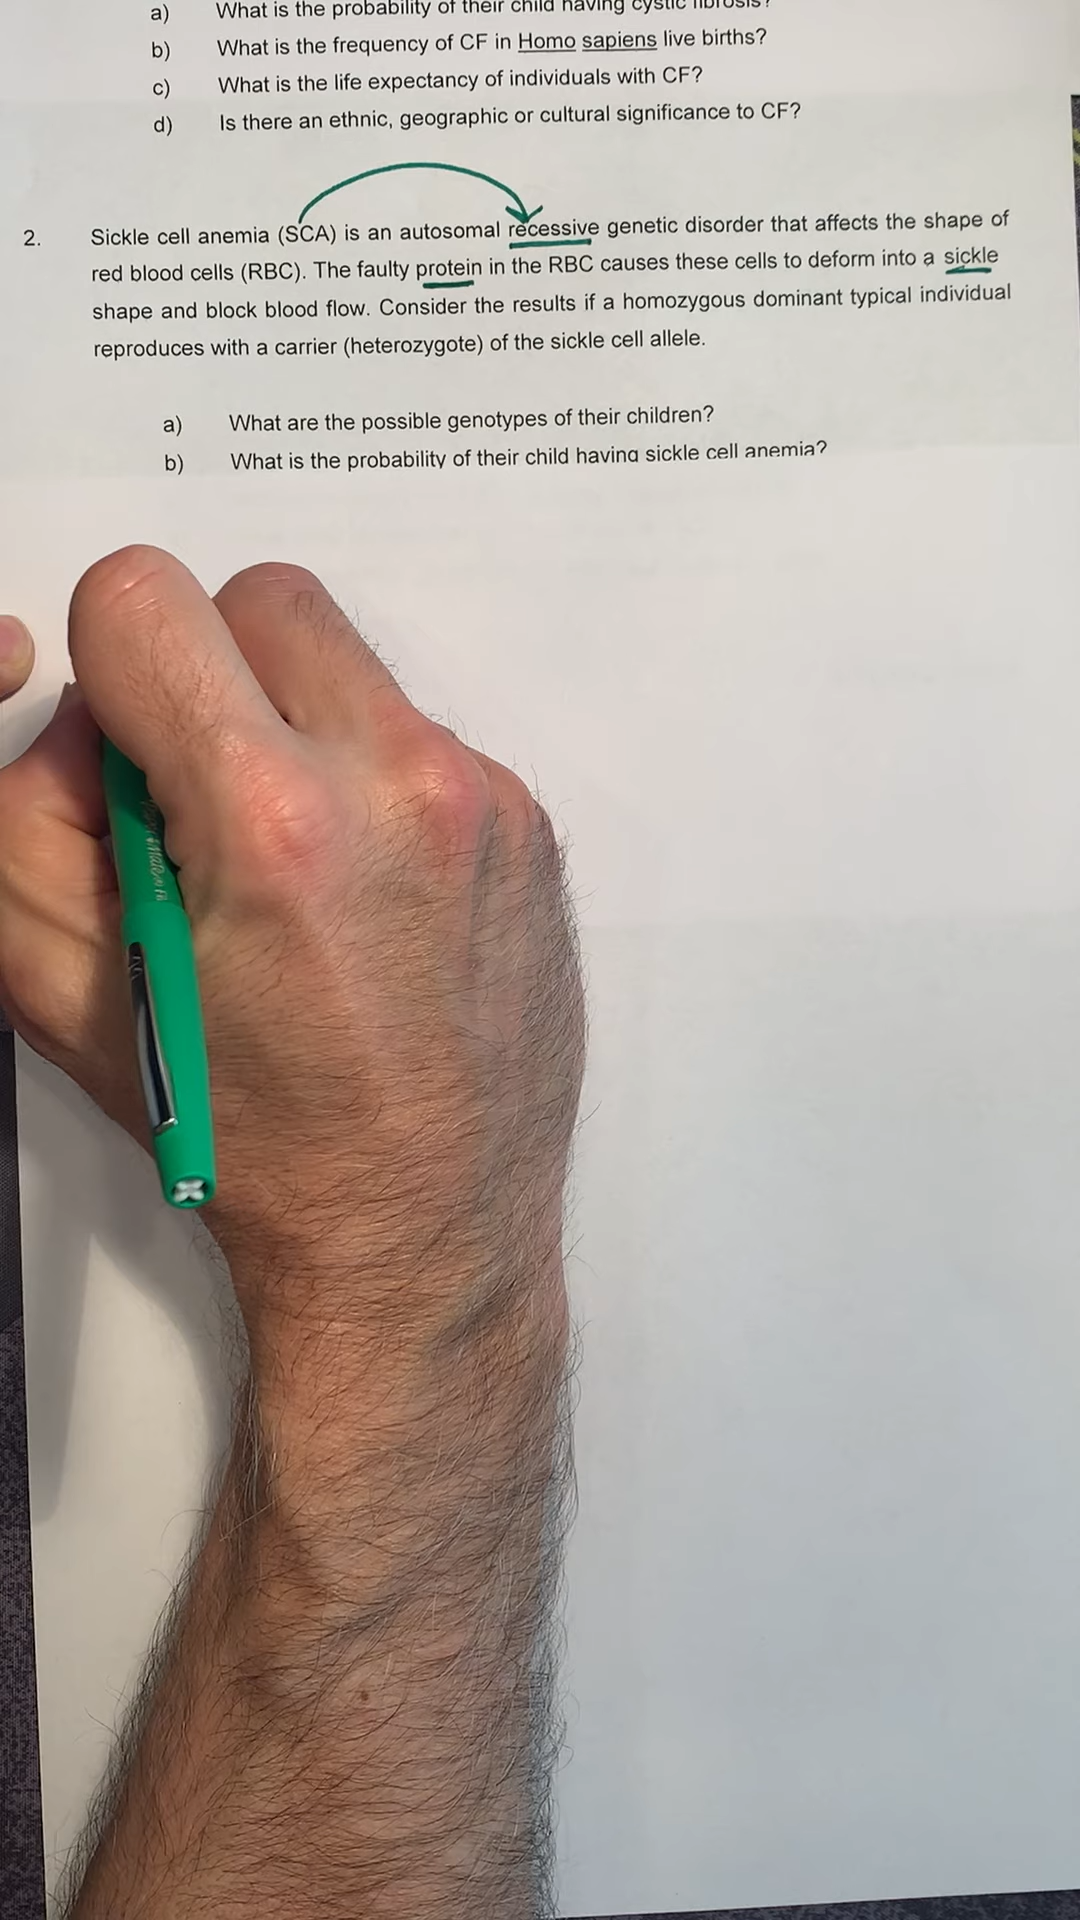 a) What is the probability of their child having cystic fibrosis?
b) What is the frequency of CF in Homo sapiens live births?
c) What is the life expectancy of individuals with CF?
d) Is there an ethnic, geographic or cultural significance to CF?
2. Sickle cell anemia (SCA) is an autosomal recessive genetic disorder that affects the shape of
red blood cells (RBC). The faulty protein in the RBC causes these cells to deform into a sickle
shape and block blood flow. Consider the results if a homozygous dominant typical individual
reproduces with a carrier (heterozygote) of the sickle cell allele.
a) What are the possible genotypes of their children?
b) What is the probability of their child having sickle cell anemia?